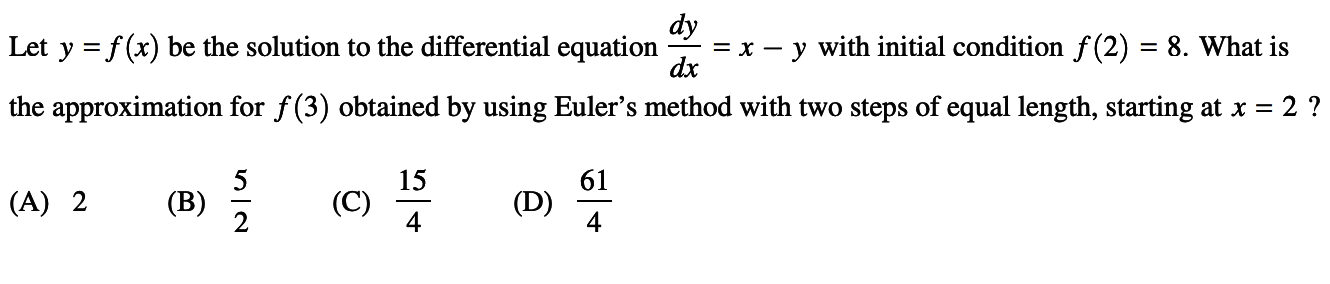 Let y = f(x) be the solution to the differential equation dy/dx = x − y with initial condition f(2) = 8. What is
the approximation for f(3) obtained by using Euler's method with two steps of equal length, starting at x = 2 ?
(A) 2 (B) 5/2 (C) 15/4 (D) 61/4